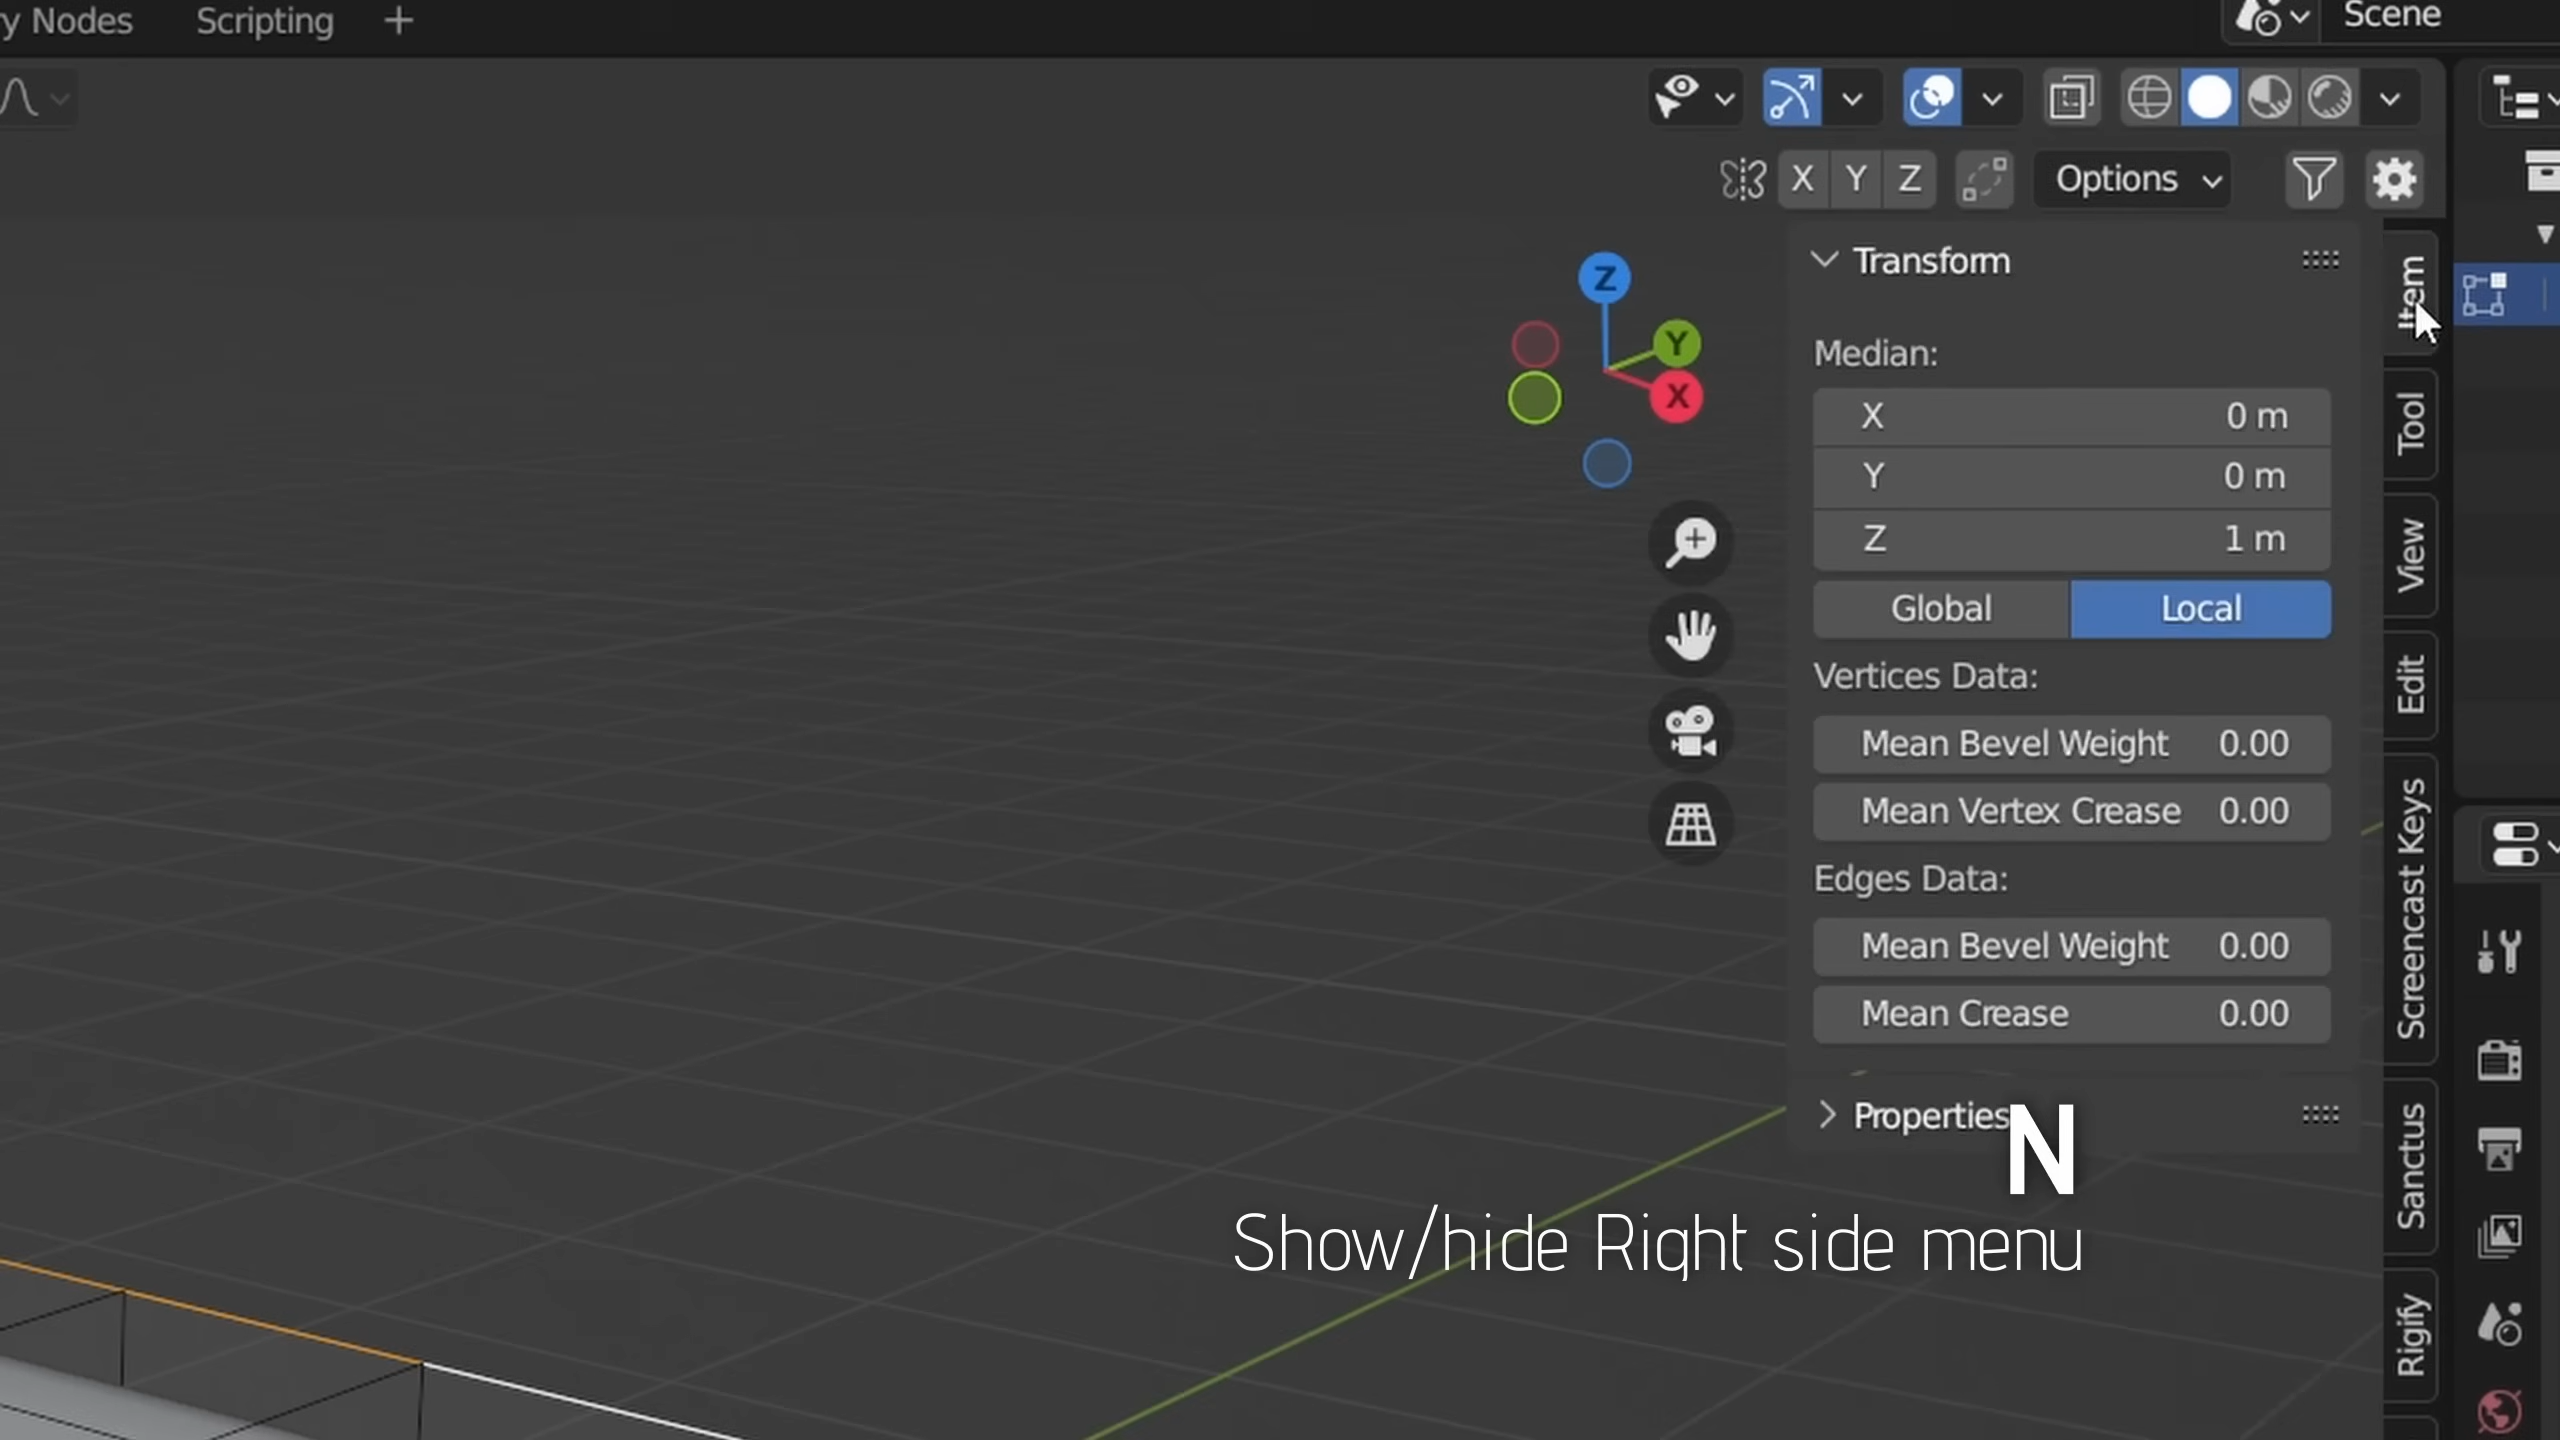 y Nodes
Scripting
+
Scene
X Y Z
Options
Transform
Median:
X 0 m
Y 0 m
Z 1 m
Global Local
Vertices Data:
Mean Bevel Weight 0.00
Mean Vertex Crease 0.00
Edges Data:
Mean Bevel Weight 0.00
Mean Crease 0.00
Properties
Z
Y
X
Item
Tool
View
Edit
Screencast Keys
Sanctus
Rigify
N
Show/hide Right side menu